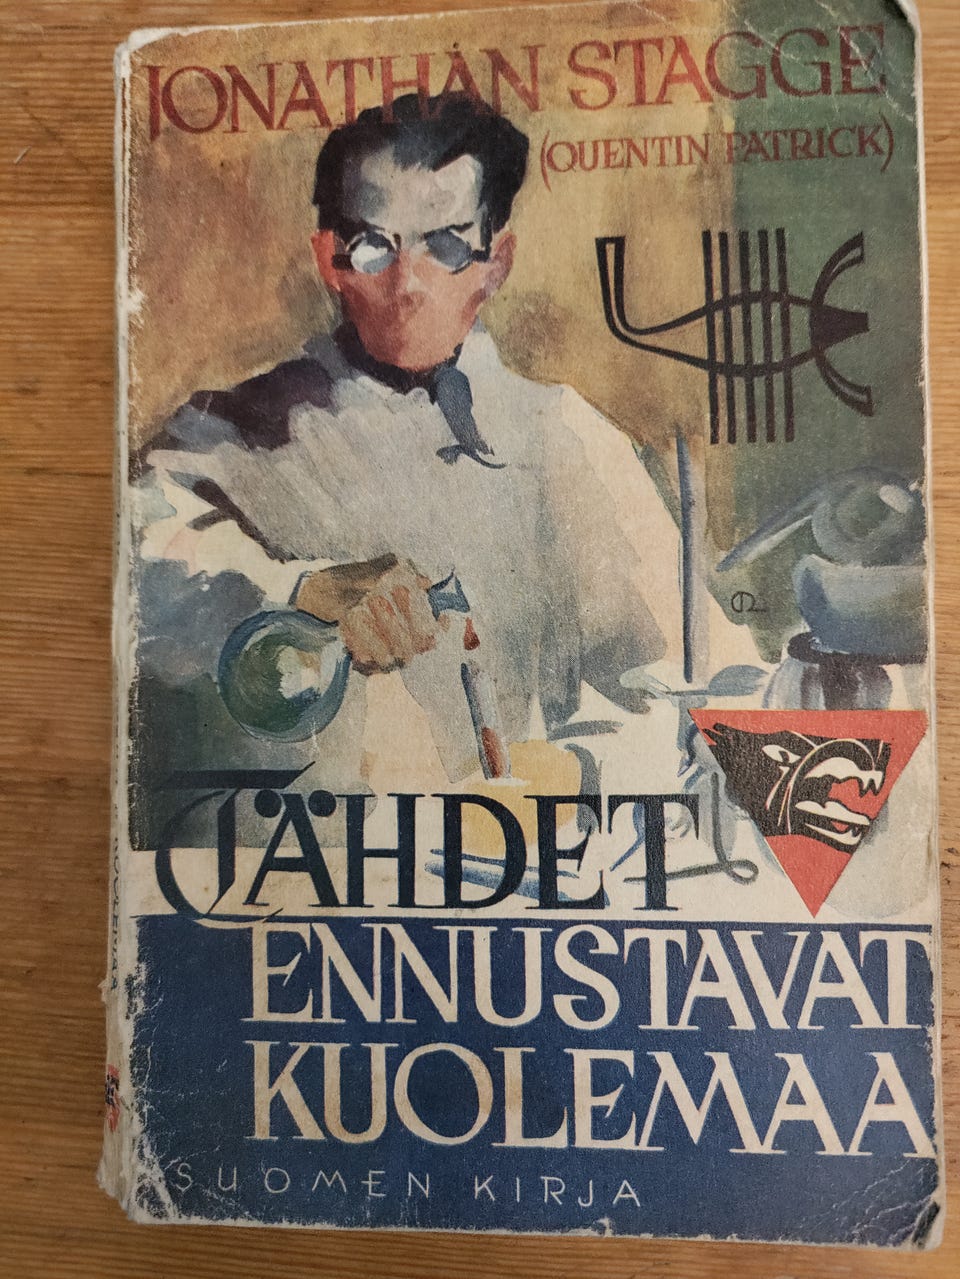 JONATHAN STAGGE
(QUENTIN PATRICK)
TÄHDET
ENNUSTAVAT
KUOLEMAA
SUOMEN KIRJA